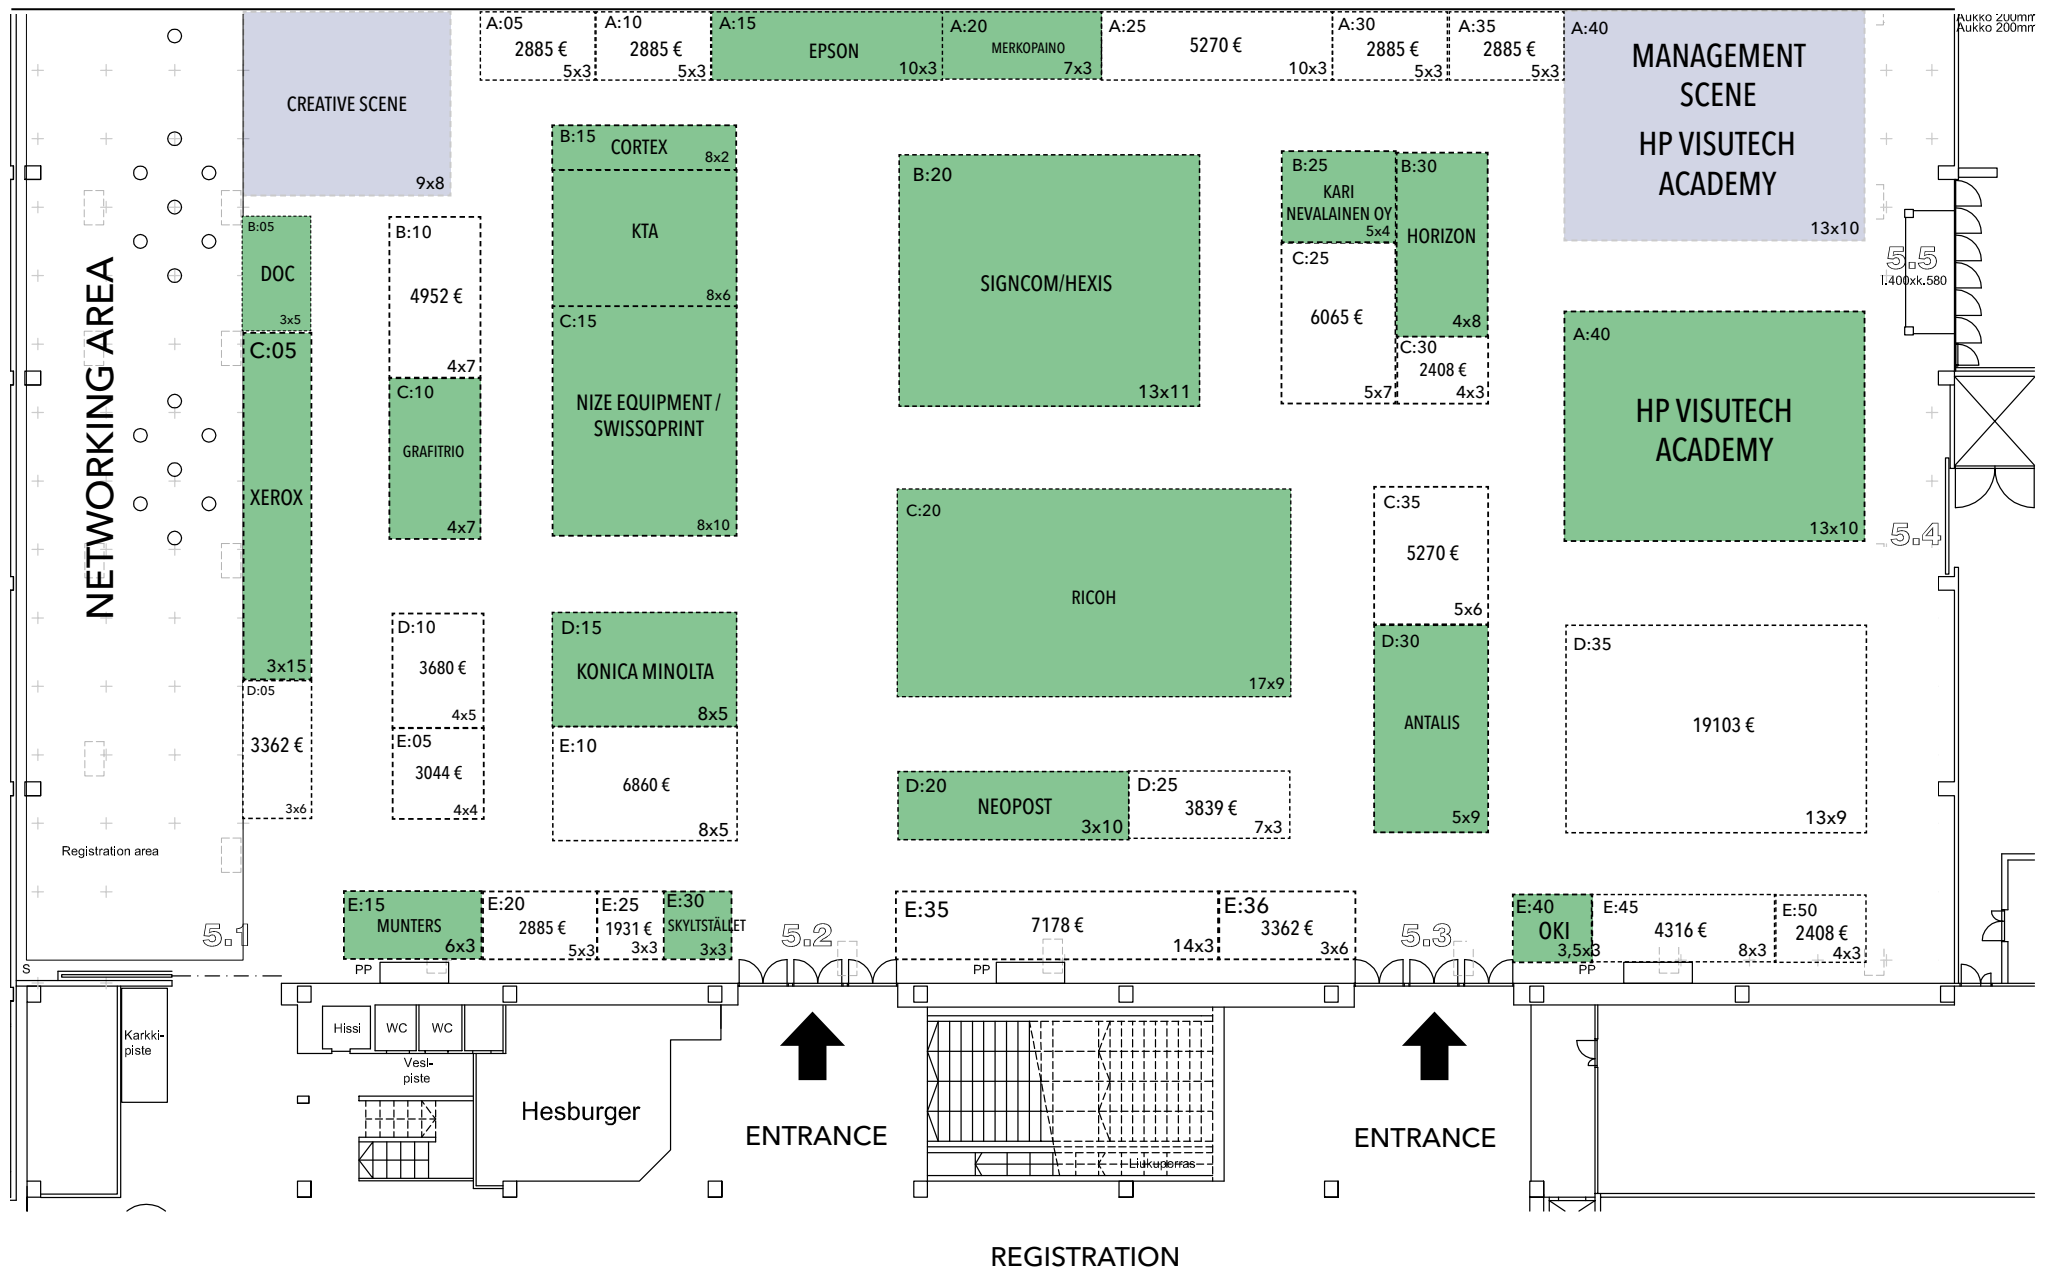 A:05
2885 €
5x3
A:10
2885 €
5x3
A:15
EPSON
10x3
A:20
MERKOPAINO
7x3
A:25
5270 €
10x3
A:30
2885 €
5x3
A:35
2885 €
5x3
A:40
MANAGEMENT
SCENE
HP VISUTECH
ACADEMY
13x10
Aukko 200mm
Aukko 200mm
CREATIVE SCENE
9x8
B:15
CORTEX
8x2
KTA
8x6
C:15
NIZE EQUIPMENT /
SWISSQPRINT
8x10
B:20
SIGNCOM/HEXIS
13x11
B:25
KARI
NEVALAINEN OY
5x4
B:30
HORIZON
4x8
C:25
6065 €
5x7
C:30
2408 €
4x3
5.5
1.400xk.580
NETWORKING AREA
B:05
DOC
3x5
C:05
XEROX
3x15
B:10
4952 €
4x7
C:10
GRAFITRIO
4x7
A:40
HP VISUTECH
ACADEMY
13x10
5.4
C:20
RICOH
17x9
C:35
5270 €
5x6
D:10
3680 €
4x5
D:15
KONICA MINOLTA
8x5
D:30
ANTALIS
5x9
D:35
19103 €
13x9
D:05
3362 €
3x6
E:05
3044 €
4x4
E:10
6860 €
8x5
D:20
NEOPOST
3x10
D:25
3839 €
7x3
Registration area
E:15
MUNTERS
6x3
E:20
2885 €
5x3
E:25
1931 €
3x3
E:30
SKYLTSTÄLLET
3x3
E:35
7178 €
14x3
E:36
3362 €
3x6
E:40
OKI
3,5x3
E:45
4316 €
8x3
E:50
2408 €
4x3
5.1
5.2
5.3
S
PP
PP
PP
Karkki-
piste
Hissi
WC
WC
Vesi-
piste
Hesburger
ENTRANCE
Liukuporras
ENTRANCE
REGISTRATION